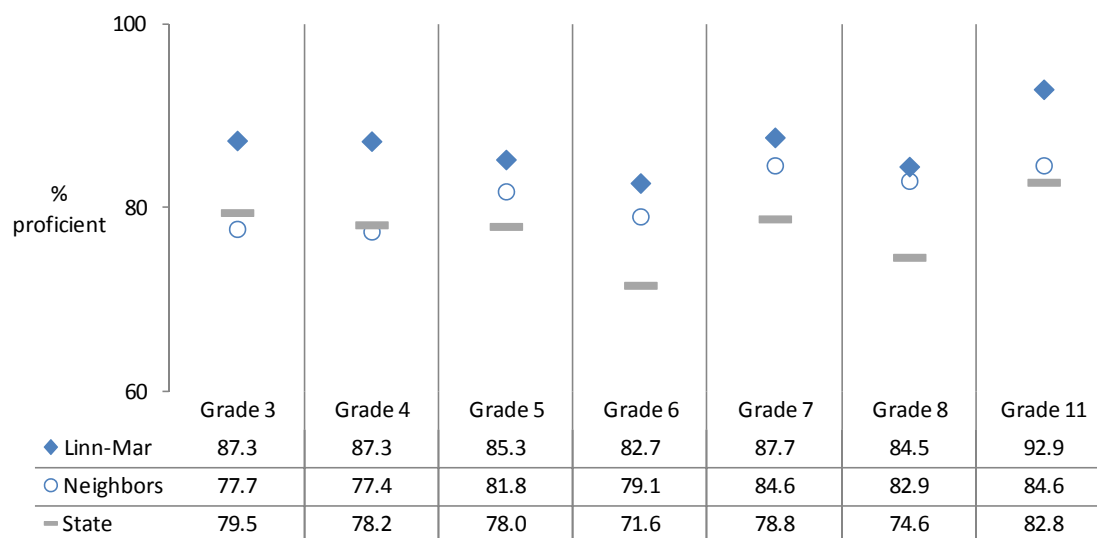 100
80
60
%
proficient
Grade 3 Grade 4 Grade 5 Grade 6 Grade 7 Grade 8 Grade 11
Linn-Mar 87.3 87.3 85.3 82.7 87.7 84.5 92.9
Neighbors 77.7 77.4 81.8 79.1 84.6 82.9 84.6
State 79.5 78.2 78.0 71.6 78.8 74.6 82.8